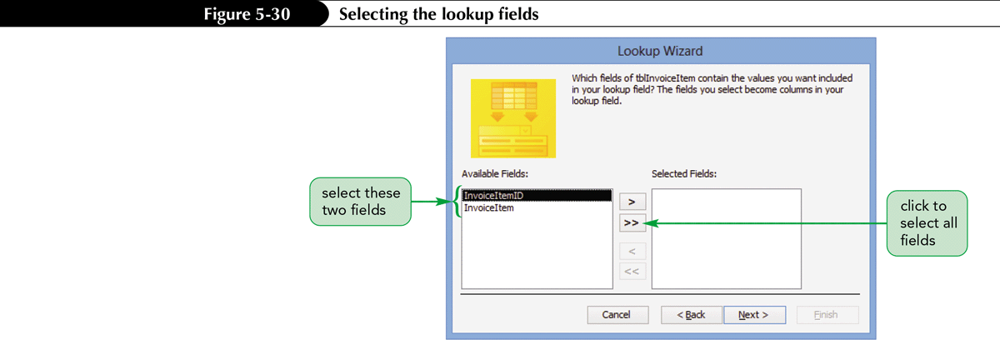 Figure 5-30 Selecting the lookup fields
Lookup Wizard
Which fields of tblInvoiceItem contain the values you want included
in your lookup field? The fields you select become columns in your
lookup field.
Available Fields:
Selected Fields:
select these
two fields
InvoiceItemID
InvoiceItem
>
>>
<
<<
click to
select all
fields
Cancel
< Back
Next >
Finish